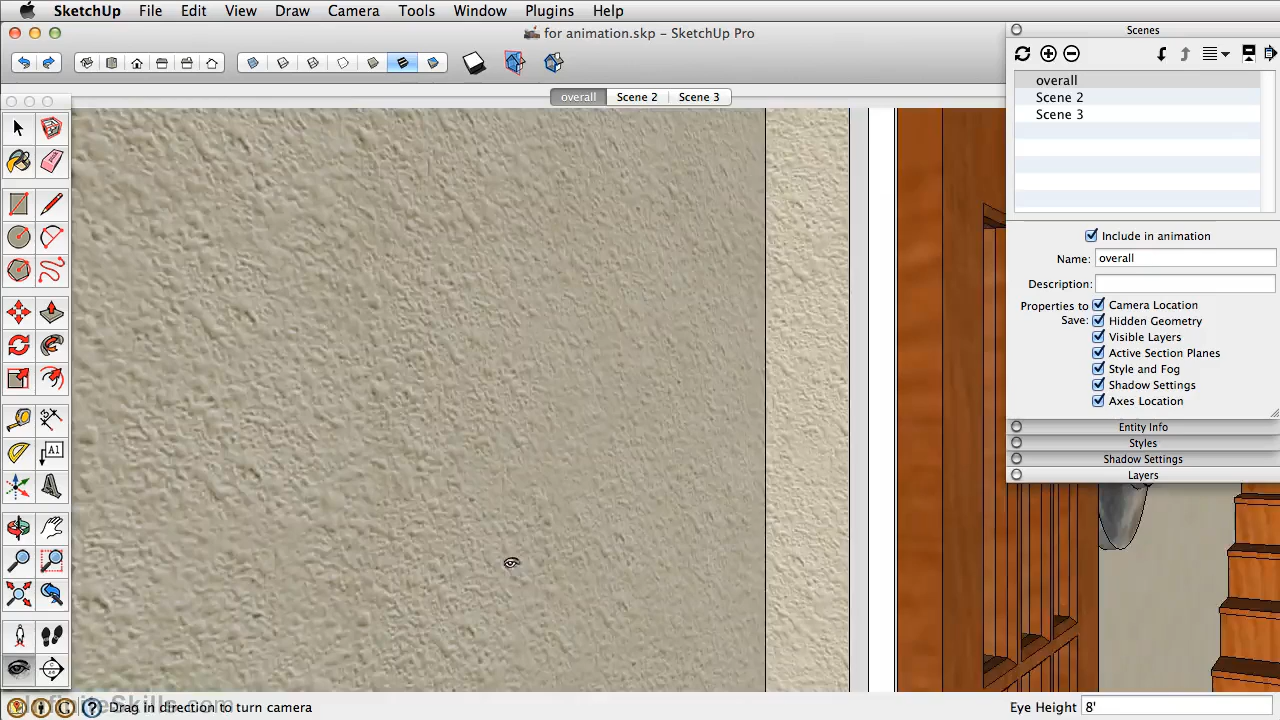 SketchUp File Edit View Draw Camera Tools Window Plugins Help
for animation.skp - SketchUp Pro
Scenes
overall Scene 2 Scene 3
overall
Scene 2
Scene 3
Include in animation
Name: overall
Description:
Properties to Save:
Camera Location
Hidden Geometry
Visible Layers
Active Section Planes
Style and Fog
Shadow Settings
Axes Location
Entity Info
Styles
Shadow Settings
Layers
A1
InfiniteSkills.com
Drag in direction to turn camera
Eye Height 8'